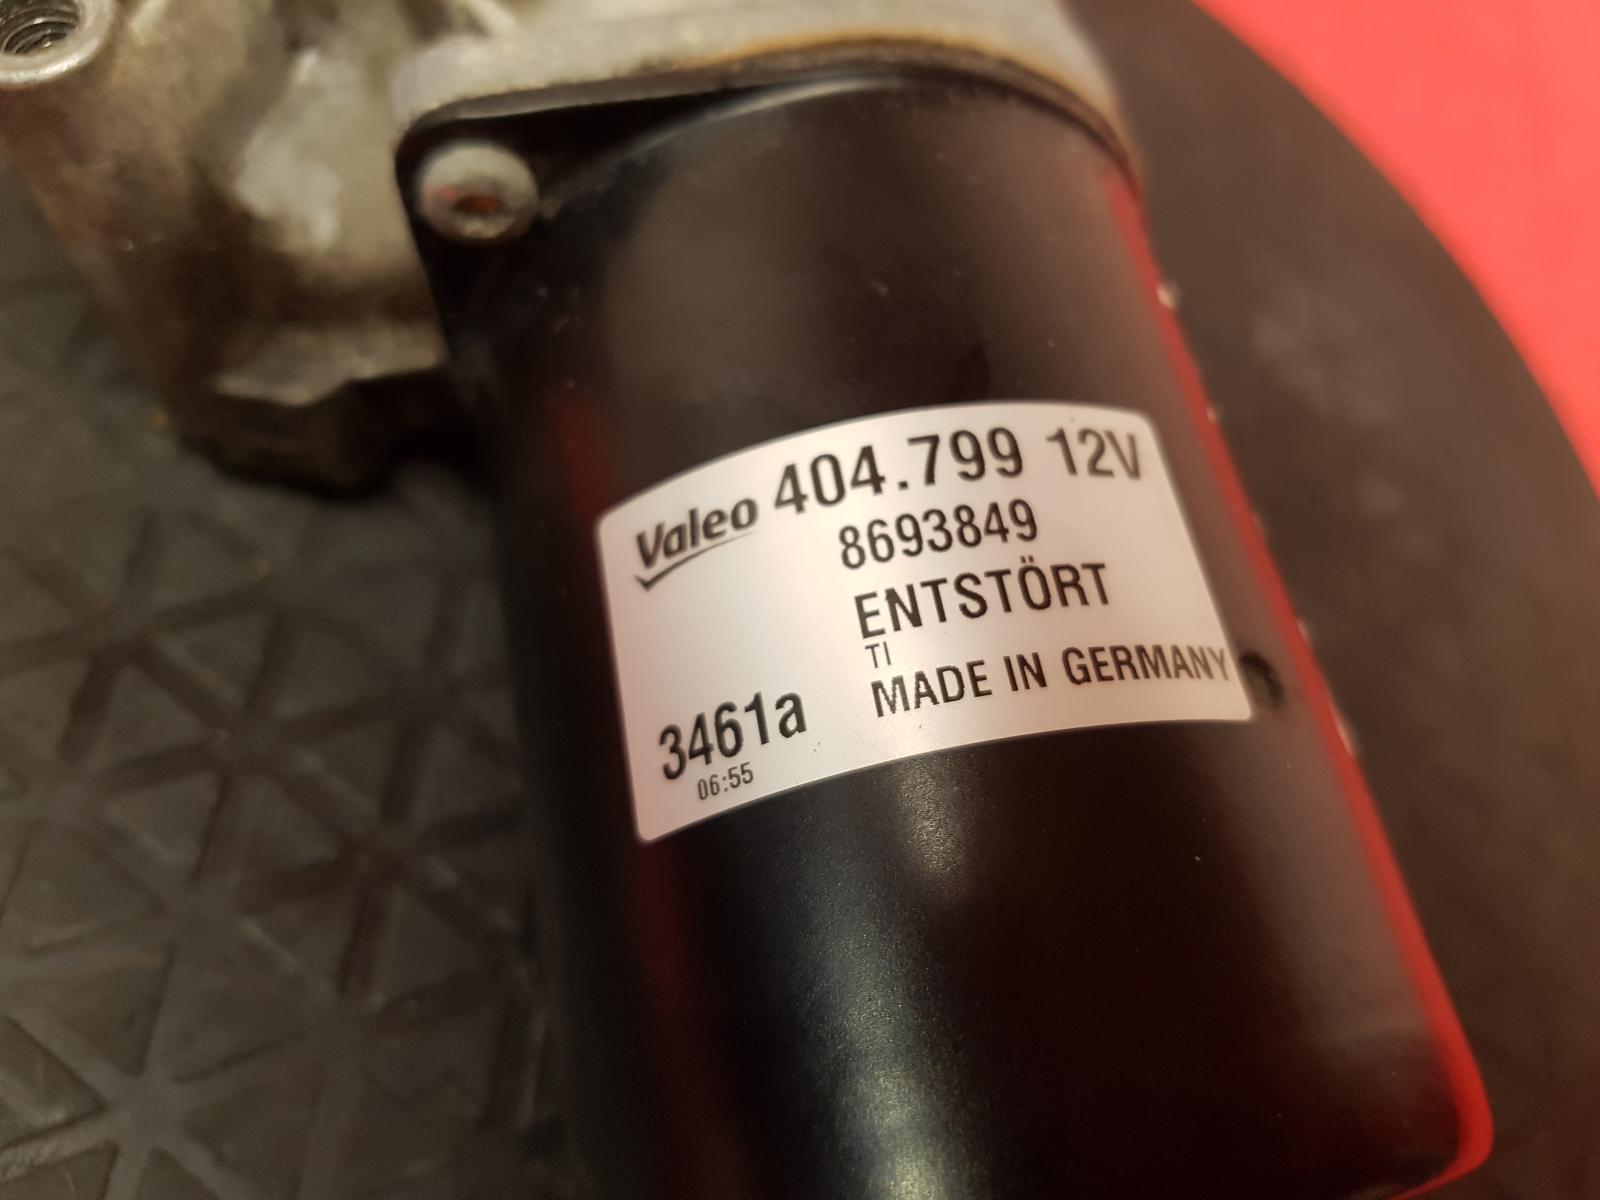 Valeo 404.799 12V
8693849
ENTSTÖRT
TI
MADE IN GERMANY
3461a
06:55